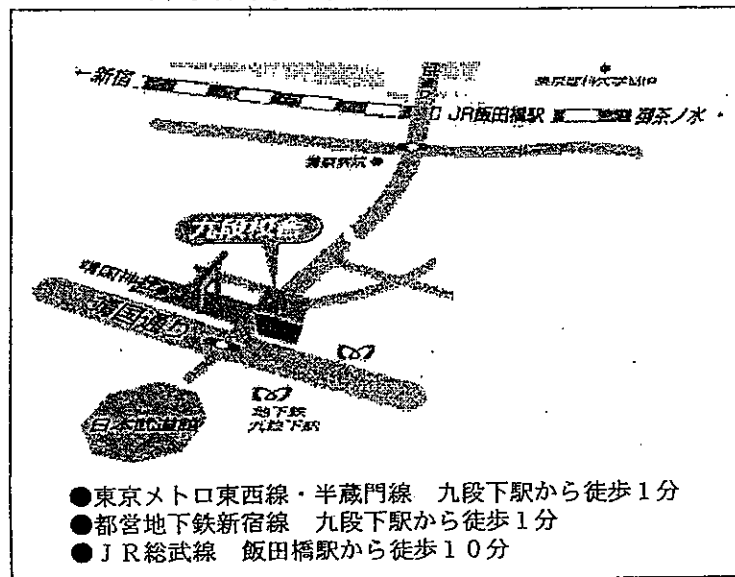 ←新宿
JR飯田橋駅
御茶ノ水
九段校舎
靖国神社
靖国通り
地下鉄
九段下駅
日本武道館
●東京メトロ東西線・半蔵門線 九段下駅から徒歩1分
●都営地下鉄新宿線 九段下駅から徒歩1分
●JR総武線 飯田橋駅から徒歩10分